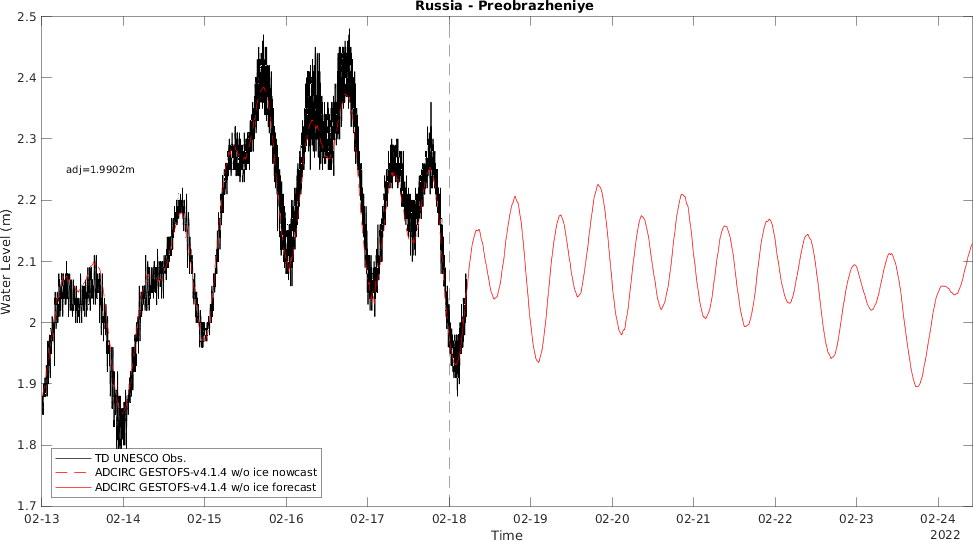 Russia - Preobrazheniye
2.5
2.4
2.3
adj=1.9902m
2.2
2.1
Water Level (m)
2
1.9
1.8
TD UNESCO Obs.
ADCIRC GESTOFS-v4.1.4 w/o ice nowcast
ADCIRC GESTOFS-v4.1.4 w/o ice forecast
1.7
02-13 02-14 02-15 02-16 02-17 02-18 02-19 02-20 02-21 02-22 02-23 02-24
Time 2022